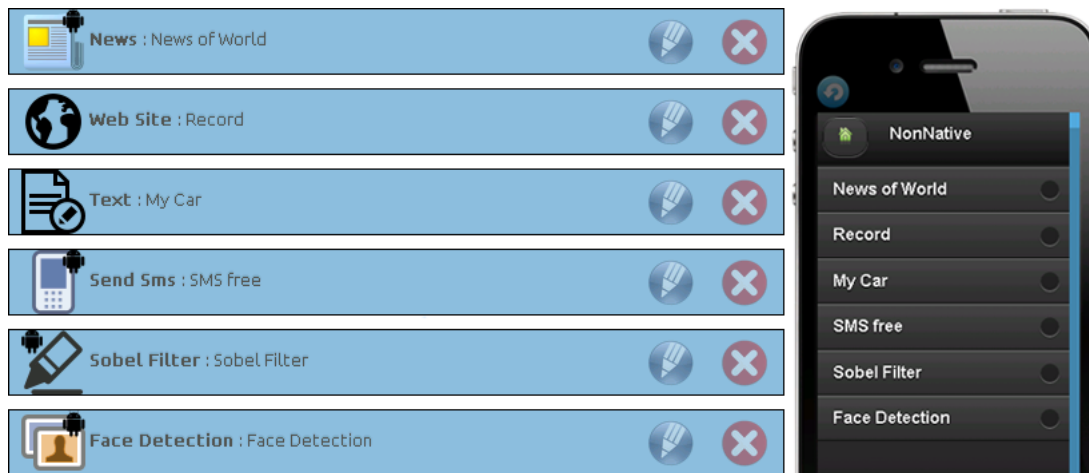 News : News of World
Web Site : Record
Text : My Car
Send Sms : SMS free
Sobel Filter : Sobel Filter
Face Detection : Face Detection
NonNative
News of World
Record
My Car
SMS free
Sobel Filter
Face Detection